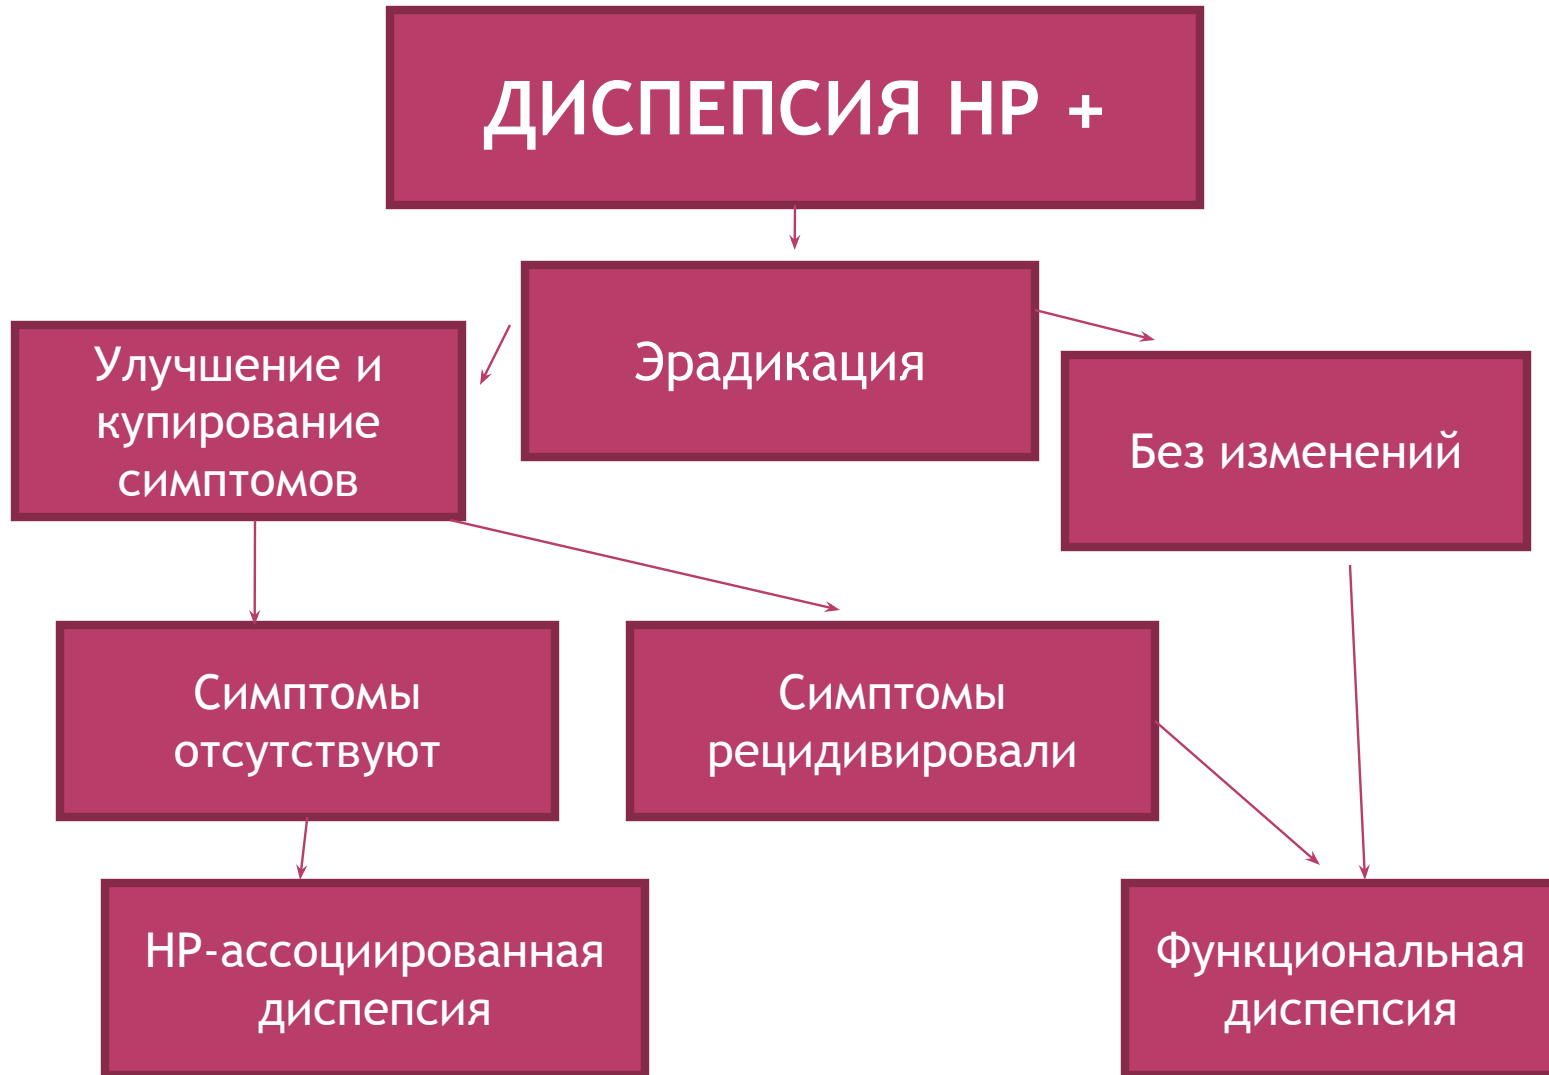 ДИСПЕПСИЯ НР +
Эрадикация
Улучшение и
купирование
симптомов
Без изменений
Симптомы
отсутствуют
Симптомы
рецидивировали
НР-ассоциированная
диспепсия
Функциональная
диспепсия